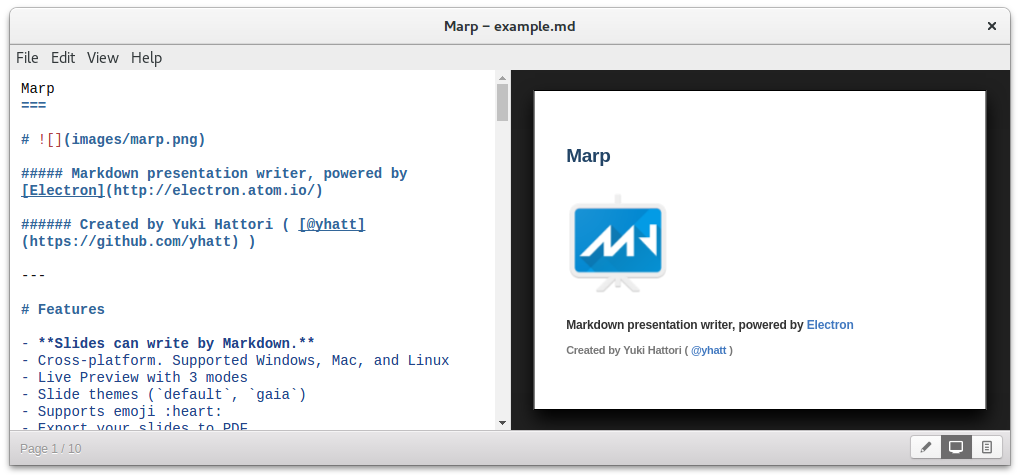 Marp – example.md
File Edit View Help
Marp
===
# ![](images/marp.png)
##### Markdown presentation writer, powered by
[Electron](http://electron.atom.io/)
###### Created by Yuki Hattori ( [@yhatt]
(https://github.com/yhatt) )
---
# Features
- **Slides can write by Markdown.**
- Cross-platform. Supported Windows, Mac, and Linux
- Live Preview with 3 modes
- Slide themes (`default`, `gaia`)
- Supports emoji :heart:
- Export your slides to PDF
Marp
Markdown presentation writer, powered by Electron
Created by Yuki Hattori ( @yhatt )
Page 1 / 10